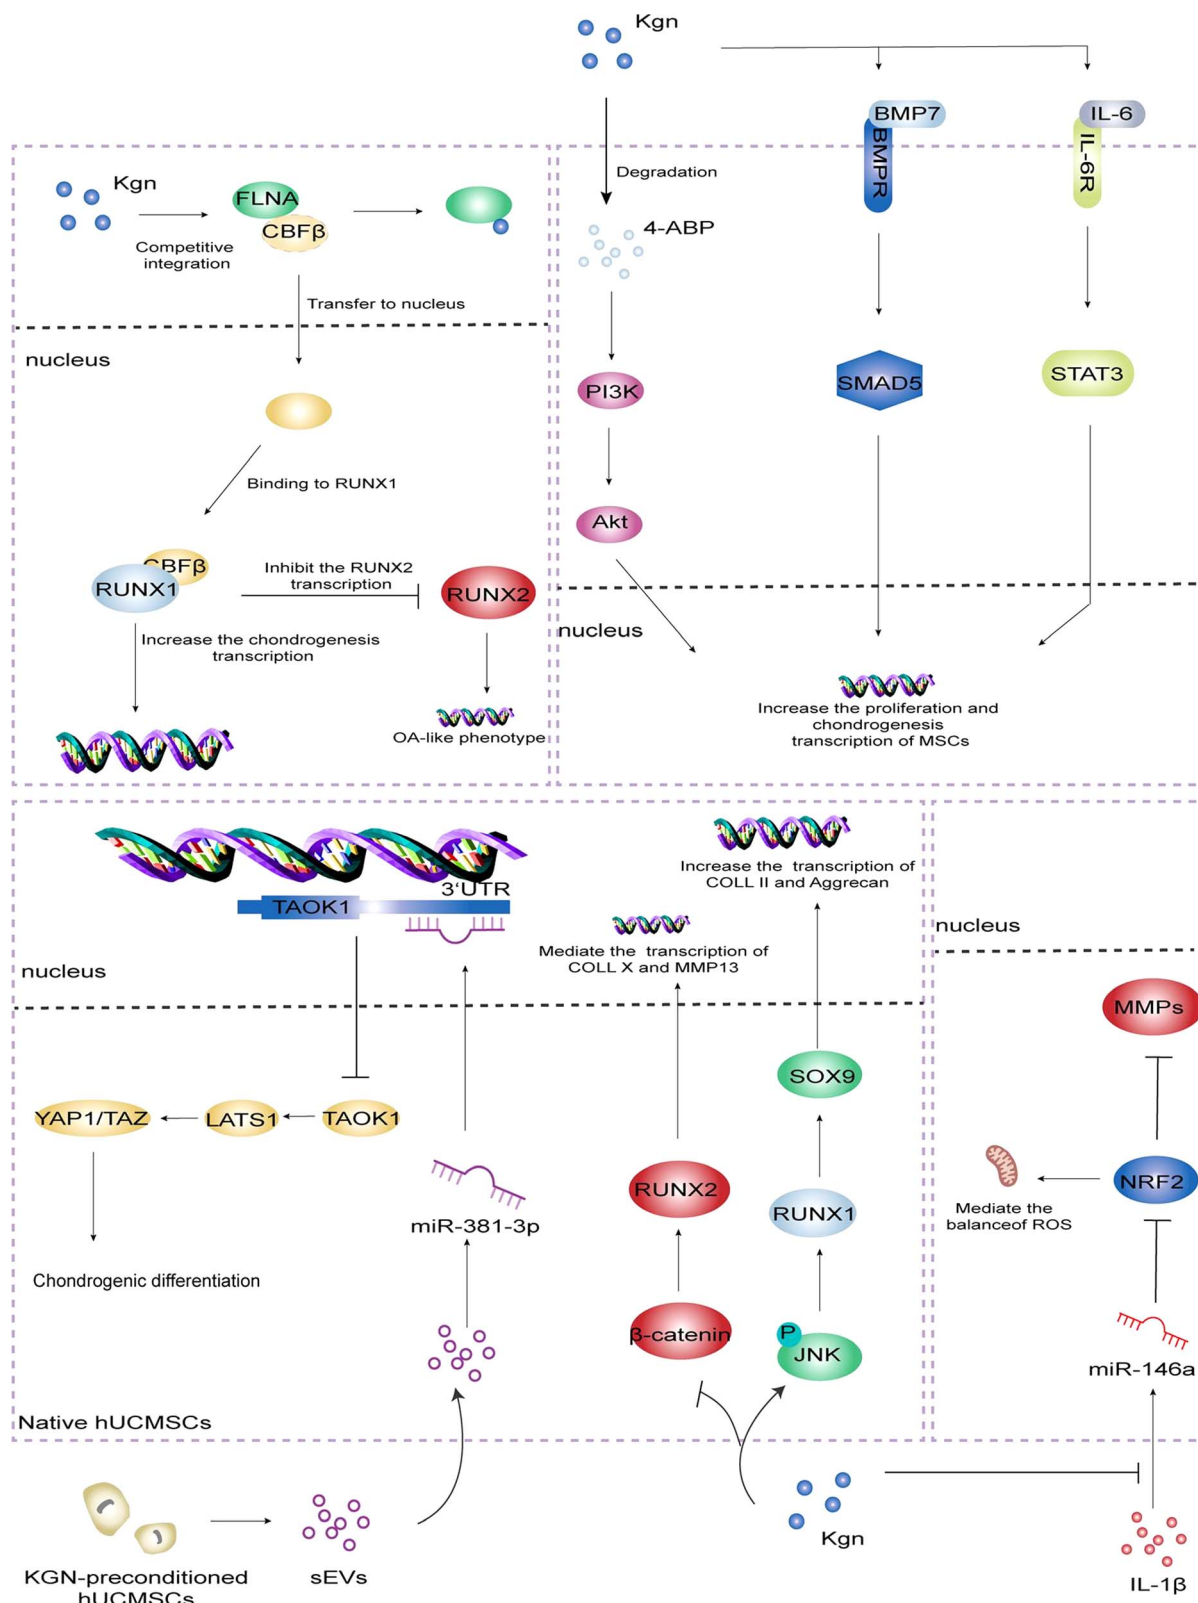 Kgn
BMP7
BMPR
IL-6
IL-6R
Degradation
4-ABP
PI3K
Akt
SMAD5
STAT3
nucleus
Increase the proliferation and
chondrogenesis
transcription of MSCs
Kgn
Competitive
integration
FLNA
CBFβ
Transfer to nucleus
nucleus
Binding to RUNX1
CBFβ
RUNX1
Inhibit the RUNX2
transcription
RUNX2
Increase the chondrogenesis
transcription
OA-like phenotype
3'UTR
TAOK1
nucleus
YAP1/TAZ
LATS1
TAOK1
Chondrogenic differentiation
miR-381-3p
Native hUCMSCs
KGN-preconditioned
hUCMSCs
sEVs
Mediate the transcription of
COLL X and MMP13
RUNX2
β-catenin
Increase the transcription of
COLL II and Aggrecan
SOX9
RUNX1
P
JNK
Kgn
nucleus
MMPs
NRF2
Mediate the
balanceof ROS
miR-146a
IL-1β